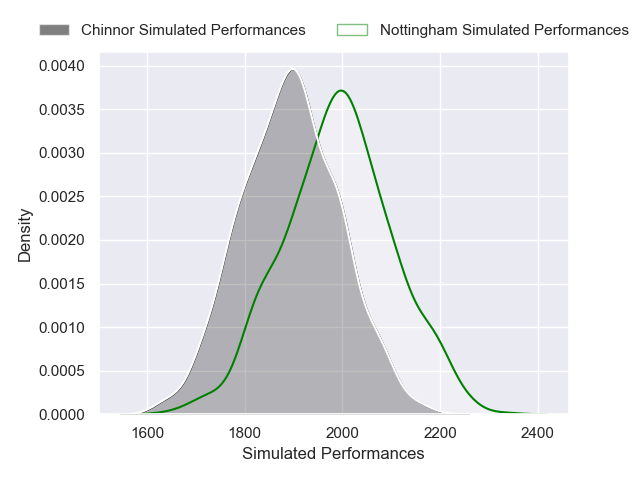 Chinnor Simulated Performances
Nottingham Simulated Performances
0.0040
0.0035
0.0030
0.0025
0.0020
0.0015
0.0010
0.0005
0.0000
Density
1600 1800 2000 2200 2400
Simulated Performances